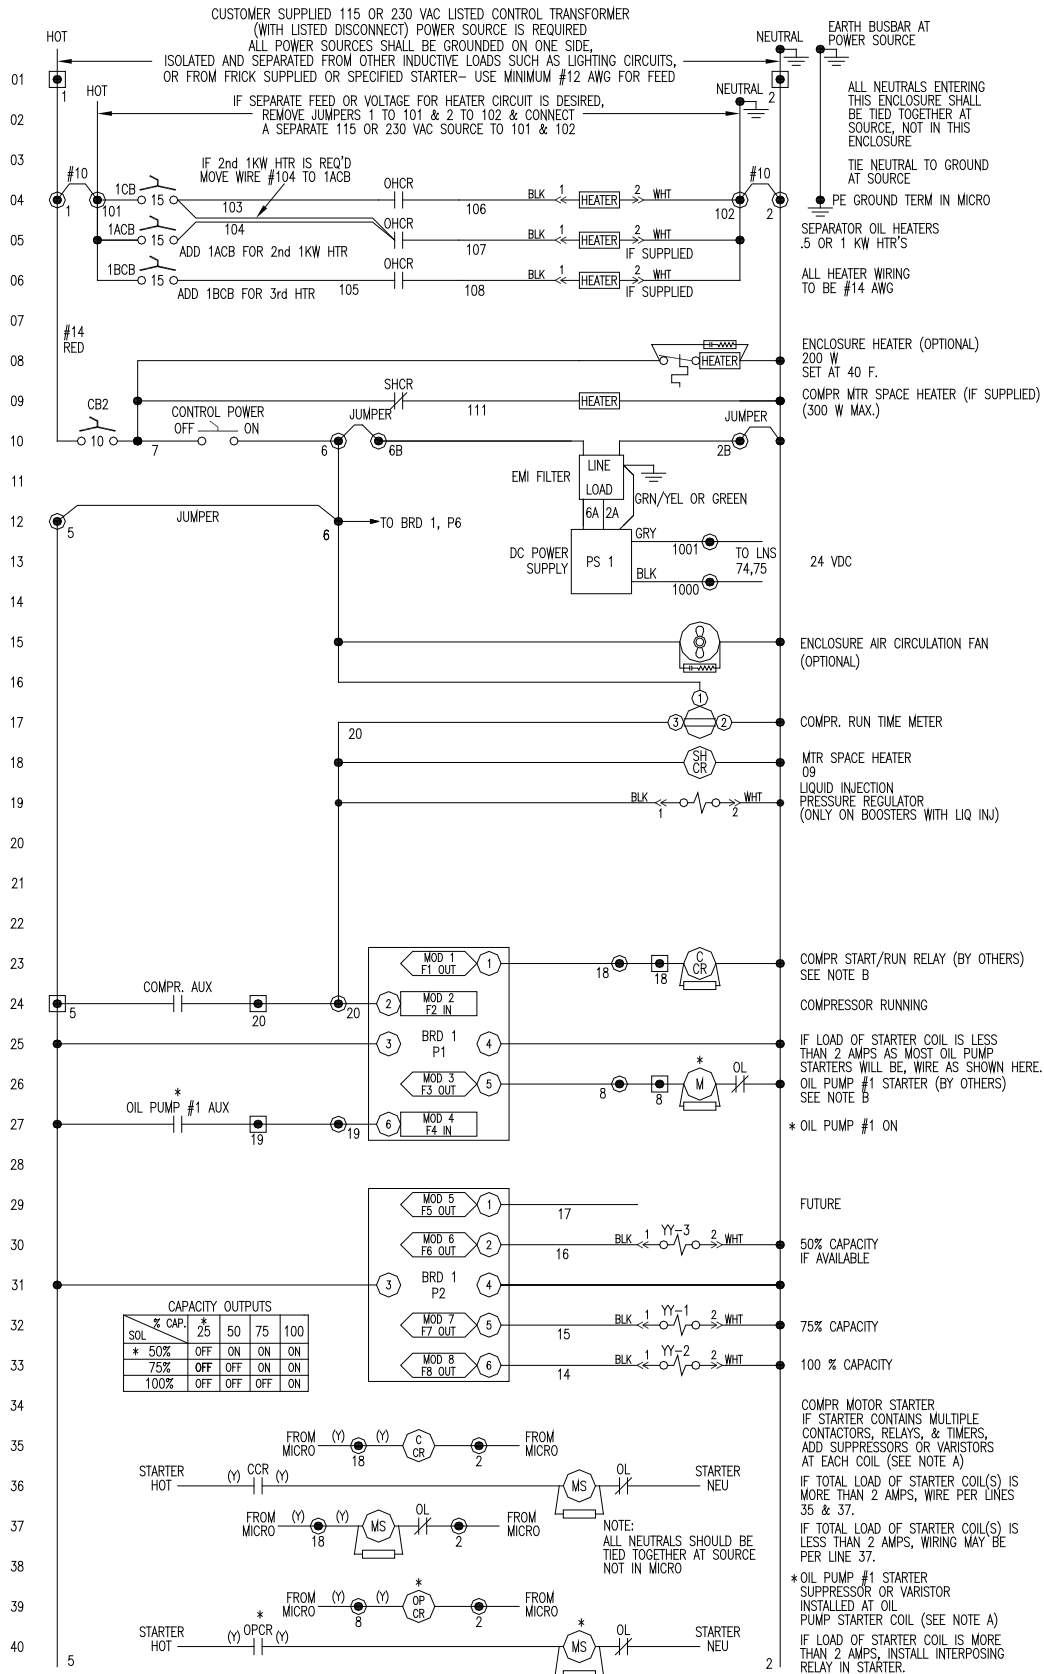 CUSTOMER SUPPLIED 115 OR 230 VAC LISTED CONTROL TRANSFORMER
(WITH LISTED DISCONNECT) POWER SOURCE IS REQUIRED
ALL POWER SOURCES SHALL BE GROUNDED ON ONE SIDE,
ISOLATED AND SEPARATED FROM OTHER INDUCTIVE LOADS SUCH AS LIGHTING CIRCUITS,
OR FROM FRICK SUPPLIED OR SPECIFIED STARTER- USE MINIMUM #12 AWG FOR FEED
HOT
NEUTRAL
EARTH BUSBAR AT
POWER SOURCE
01
1
2
HOT
IF SEPARATE FEED OR VOLTAGE FOR HEATER CIRCUIT IS DESIRED,
REMOVE JUMPERS 1 TO 101 & 2 TO 102 & CONNECT
A SEPARATE 115 OR 230 VAC SOURCE TO 101 & 102
NEUTRAL
ALL NEUTRALS ENTERING
THIS ENCLOSURE SHALL
BE TIED TOGETHER AT
SOURCE, NOT IN THIS
ENCLOSURE
02
03
IF 2nd 1KW HTR IS REQ'D
MOVE WIRE #104 TO 1ACB
TIE NEUTRAL TO GROUND
AT SOURCE
04
#10
1
101
1CB
15
103
OHCR
106
BLK 1 HEATER 2 WHT
102
#10
2
PE GROUND TERM IN MICRO
05
1ACB
15
104
ADD 1ACB FOR 2nd 1KW HTR
OHCR
107
BLK 1 HEATER 2 WHT
IF SUPPLIED
SEPARATOR OIL HEATERS
.5 OR 1 KW HTR'S
06
1BCB
15
ADD 1BCB FOR 3rd HTR
105
OHCR
108
BLK 1 HEATER 2 WHT
IF SUPPLIED
ALL HEATER WIRING
TO BE #14 AWG
07
#14
RED
08
HEATER
ENCLOSURE HEATER (OPTIONAL)
200 W
SET AT 40 F.
09
SHCR
111
HEATER
COMPR MTR SPACE HEATER (IF SUPPLIED)
(300 W MAX.)
10
CB2
10
7
CONTROL POWER
OFF ON
6
JUMPER
6B
2B
JUMPER
11
EMI FILTER
LINE
LOAD
GRN/YEL OR GREEN
6A 2A
12
5
JUMPER
6
TO BRD 1, P6
13
DC POWER
SUPPLY
PS 1
GRY
1001
BLK
1000
TO LNS
74,75
24 VDC
14
15
ENCLOSURE AIR CIRCULATION FAN
(OPTIONAL)
16
1
17
20
3
2
COMPR. RUN TIME METER
18
SH
CR
MTR SPACE HEATER
09
19
BLK
1
2
WHT
LIQUID INJECTION
PRESSURE REGULATOR
(ONLY ON BOOSTERS WITH LIQ INJ)
20
21
22
23
MOD 1
F1 OUT
1
18
18
C
CR
COMPR START/RUN RELAY (BY OTHERS)
SEE NOTE B
24
5
COMPR. AUX
20
20
2
MOD 2
F2 IN
COMPRESSOR RUNNING
25
3
BRD 1
P1
4
IF LOAD OF STARTER COIL IS LESS
THAN 2 AMPS AS MOST OIL PUMP
STARTERS WILL BE, WIRE AS SHOWN HERE.
26
MOD 3
F3 OUT
5
8
8
*
M
OL
OIL PUMP #1 STARTER (BY OTHERS)
SEE NOTE B
27
*
OIL PUMP #1 AUX
19
19
6
MOD 4
F4 IN
* OIL PUMP #1 ON
28
29
MOD 5
F5 OUT
1
17
FUTURE
30
MOD 6
F6 OUT
2
16
BLK 1 YY-3 2 WHT
50% CAPACITY
IF AVAILABLE
31
3
BRD 1
P2
4
32
MOD 7
F7 OUT
5
15
BLK 1 YY-1 2 WHT
75% CAPACITY
33
MOD 8
F8 OUT
6
14
BLK 1 YY-2 2 WHT
100 % CAPACITY
CAPACITY OUTPUTS
SOL % CAP. * 25 50 75 100
* 50% OFF ON ON ON
75% OFF OFF ON ON
100% OFF OFF OFF ON
34
COMPR MOTOR STARTER
IF STARTER CONTAINS MULTIPLE
CONTACTORS, RELAYS, & TIMERS,
ADD SUPPRESSORS OR VARISTORS
AT EACH COIL (SEE NOTE A)
35
FROM
MICRO
(Y) (Y)
18
C
CR
2
FROM
MICRO
36
STARTER
HOT
(Y) CCR (Y)
MS
OL
STARTER
NEU
IF TOTAL LOAD OF STARTER COIL(S) IS
MORE THAN 2 AMPS, WIRE PER LINES
35 & 37.
37
FROM
MICRO
(Y) (Y)
18
MS
OL
2
FROM
MICRO
NOTE:
ALL NEUTRALS SHOULD BE
TIED TOGETHER AT SOURCE
NOT IN MICRO
IF TOTAL LOAD OF STARTER COIL(S) IS
LESS THAN 2 AMPS, WIRING MAY BE
PER LINE 37.
38
39
FROM
MICRO
(Y) (Y)
8
*
OP
CR
2
FROM
MICRO
* OIL PUMP #1 STARTER
SUPPRESSOR OR VARISTOR
INSTALLED AT OIL
PUMP STARTER COIL (SEE NOTE A)
40
STARTER
HOT
*
(Y) OPCR (Y)
*
MS
OL
STARTER
NEU
IF LOAD OF STARTER COIL IS MORE
THAN 2 AMPS, INSTALL INTERPOSING
RELAY IN STARTER.
5
2